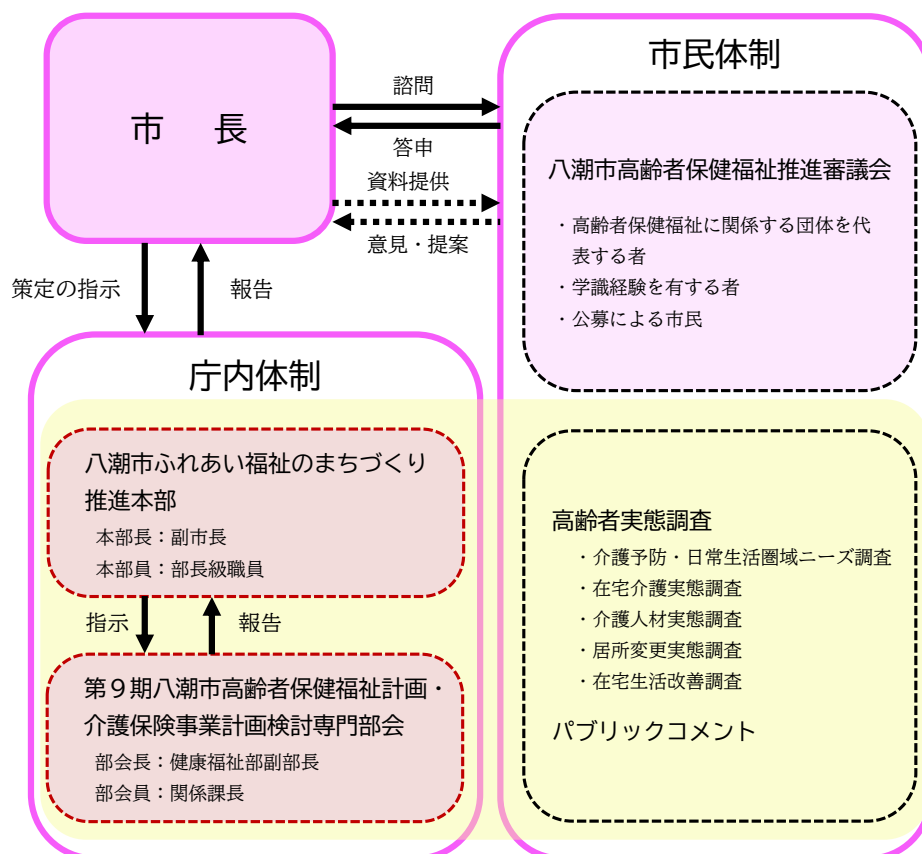 市　長
諮問
答申
資料提供
意見・提案
策定の指示
報告
庁内体制
八潮市ふれあい福祉のまちづくり
推進本部
本部長：副市長
本部員：部長級職員
指示
報告
第９期八潮市高齢者保健福祉計画・
介護保険事業計画検討専門部会
部会長：健康福祉部副部長
部会員：関係課長
市民体制
八潮市高齢者保健福祉推進審議会
・高齢者保健福祉に関係する団体を代
表する者
・学識経験を有する者
・公募による市民
高齢者実態調査
・介護予防・日常生活圏域ニーズ調査
・在宅介護実態調査
・介護人材実態調査
・居所変更実態調査
・在宅生活改善調査
パブリックコメント